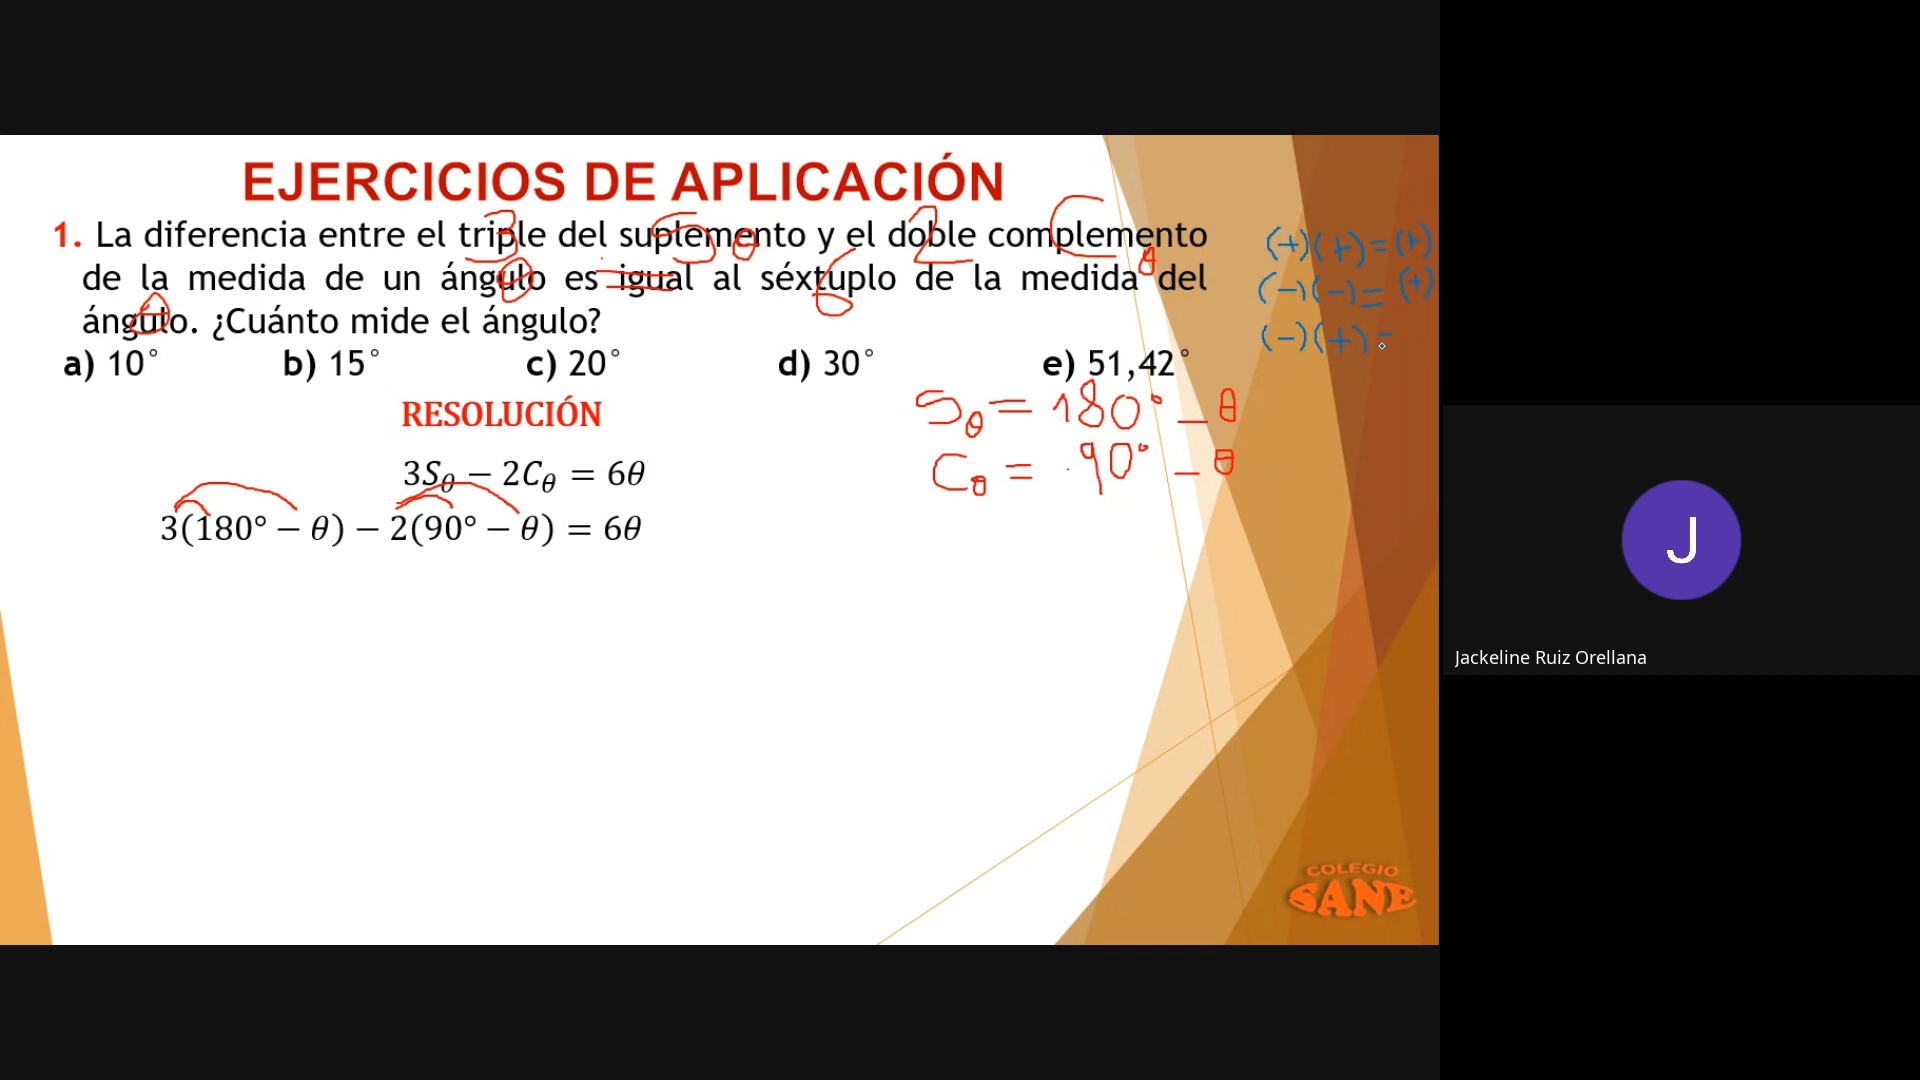 EJERCICIOS DE APLICACIÓN
1. La diferencia entre el triple del suplemento y el doble complemento
de la medida de un ángulo es igual al séxtuplo de la medida del
ángulo. ¿Cuánto mide el ángulo?
a) 10° b) 15° c) 20° d) 30° e) 51,42°
RESOLUCIÓN
3Sθ − 2Cθ = 6θ
3(180° − θ) − 2(90° − θ) = 6θ
3 S θ 2 C θ
θ = 6
θ
Sθ = 180° − θ
Cθ = 90° − θ
(+)(+)=(+)
(−)(−)=(+)
(−)(+)=
COLEGIO
SANE
J
Jackeline Ruiz Orellana